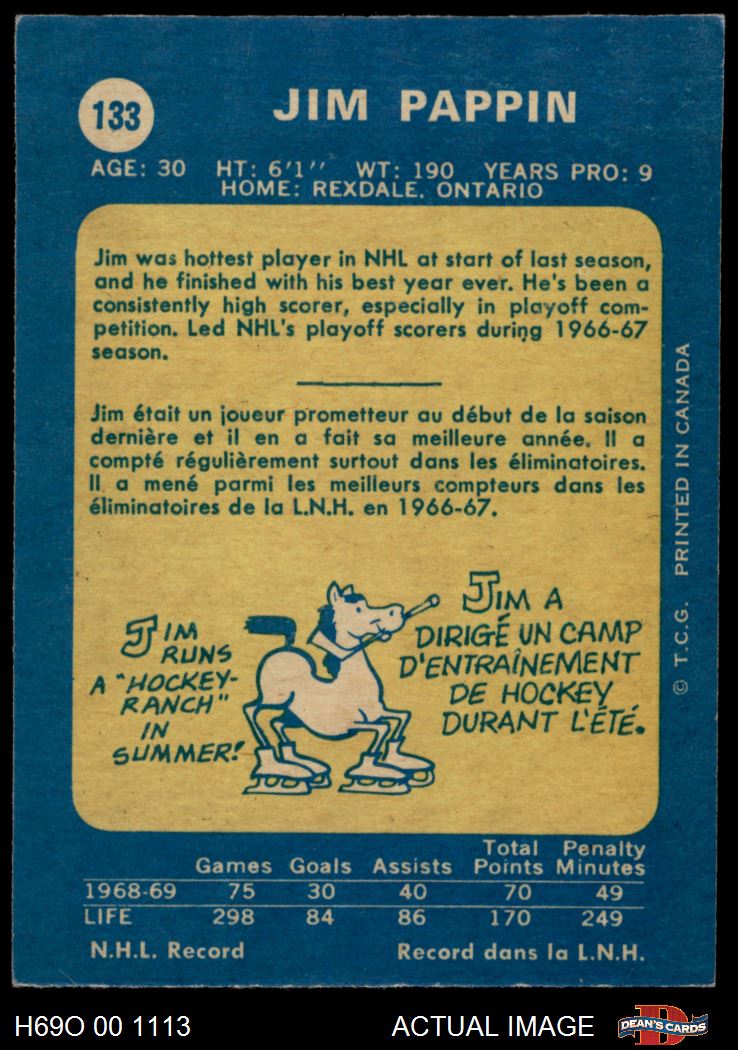 133
JIM PAPPIN
AGE: 30 HT: 6'1'' WT: 190 YEARS PRO: 9
HOME: REXDALE, ONTARIO
Jim was hottest player in NHL at start of last season,
and he finished with his best year ever. He's been a
consistently high scorer, especially in playoff com-
petition. Led NHL's playoff scorers during 1966-67
season.
Jim était un joueur prometteur au début de la saison
dernière et il en a fait sa meilleure année. Il a
compté régulièrement surtout dans les éliminatoires.
Il a mené parmi les meilleurs compteurs dans les
éliminatoires de la L.N.H. en 1966-67.
JIM
RUNS
A "HOCKEY-
RANCH"
IN
SUMMER!
JIM A
DIRIGÉ UN CAMP
D'ENTRAÎNEMENT
DE HOCKEY
DURANT L'ÉTÉ.
© T.C.G. PRINTED IN CANADA
Games Goals Assists Total Points Penalty Minutes
1968-69 75 30 40 70 49
LIFE 298 84 86 170 249
N.H.L. Record Record dans la L.N.H.
H69O 00 1113 ACTUAL IMAGE D DEAN'S CARDS